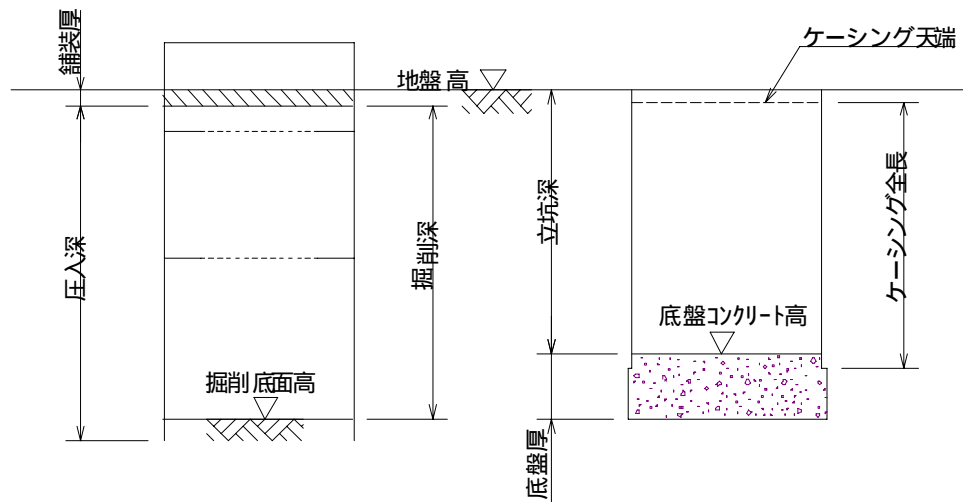 舗装厚
地盤高
ケーシング天端
圧入深
掘削深
立坑深
ケーシング全長
底盤コンクリート高
掘削底面高
底盤厚